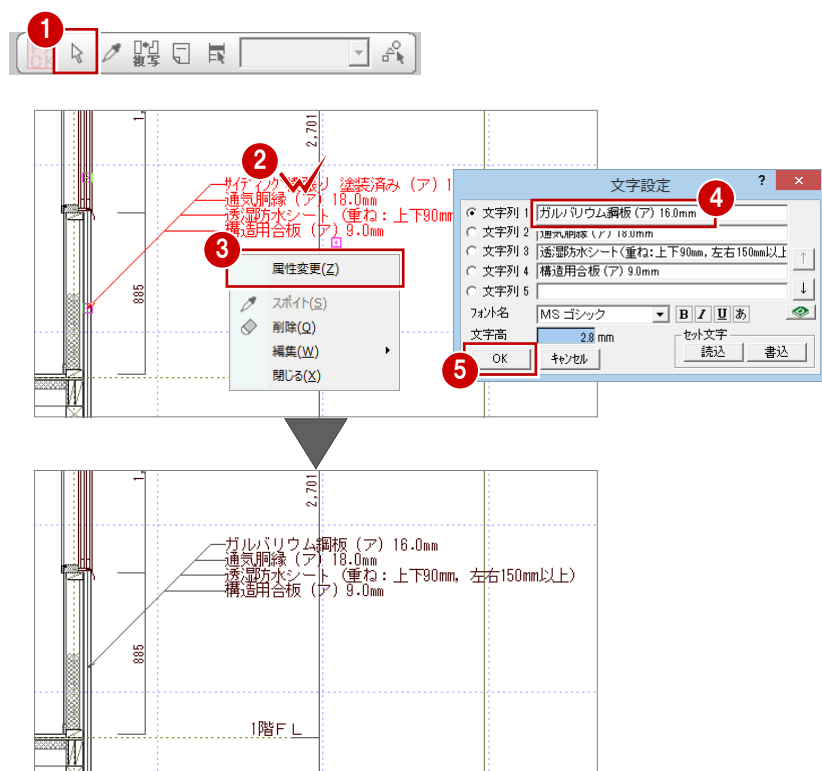 1
複写
2,701
2
サイディング 横張り 塗装済み (ア) 1
通気胴縁 (ア) 18.0mm
透湿防水シート (重ね:上下90mm
構造用合板 (ア) 9.0mm
3
属性変更(Z)
スポイト(S)
削除(Q)
編集(W)
閉じる(X)
885
文字設定
?
×
4
文字列 1 ガルバリウム鋼板 (ア) 16.0mm
文字列 2 通気胴縁 (ア) 18.0mm
文字列 3 透湿防水シート(重ね:上下90mm, 左右150mm以上
文字列 4 構造用合板 (ア) 9.0mm
文字列 5
フォント名 MS ゴシック B I U あ
文字高 2.8 mm
セット文字
読込 書込
5
OK キャンセル
2,701
ガルバリウム鋼板 (ア) 16.0mm
通気胴縁 (ア) 18.0mm
透湿防水シート (重ね:上下90mm, 左右150mm以上)
構造用合板 (ア) 9.0mm
885
1階FL